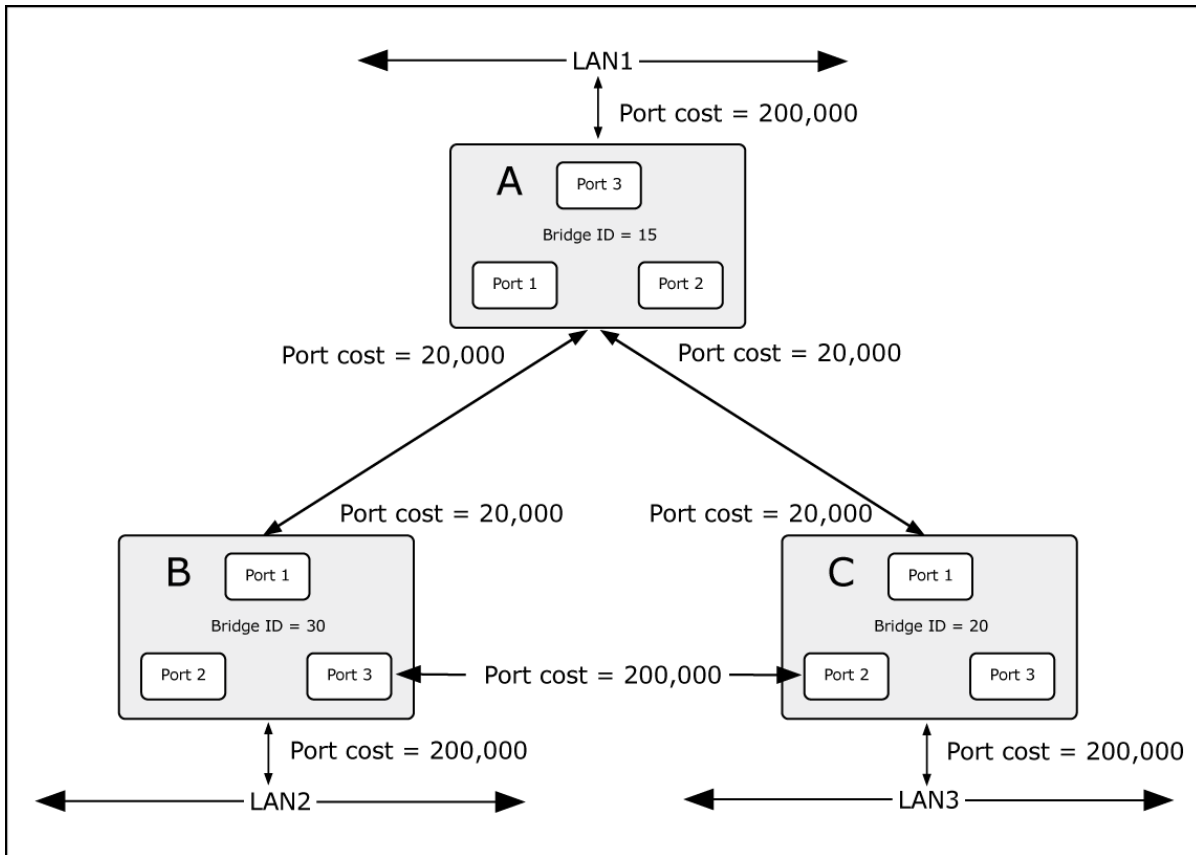 LAN1
Port cost = 200,000
A
Port 3
Bridge ID = 15
Port 1
Port 2
Port cost = 20,000
Port cost = 20,000
Port cost = 20,000
Port cost = 20,000
B
Port 1
Bridge ID = 30
Port 2
Port 3
C
Port 1
Bridge ID = 20
Port 2
Port 3
Port cost = 200,000
Port cost = 200,000
LAN2
Port cost = 200,000
LAN3